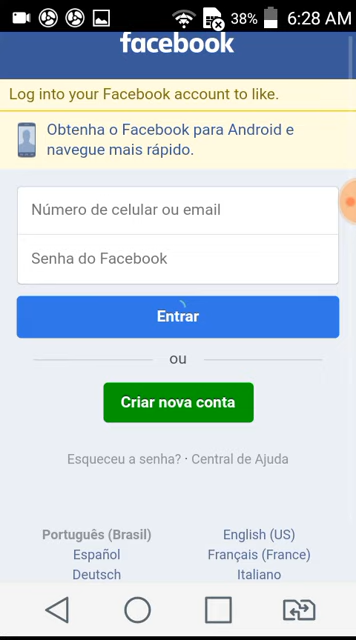 38% 6:28 AM
facebook
Log into your Facebook account to like.
Obtenha o Facebook para Android e
navegue mais rápido.
Número de celular ou email
Senha do Facebook
Entrar
ou
Criar nova conta
Esqueceu a senha? · Central de Ajuda
Português (Brasil) English (US)
Español Français (France)
Deutsch Italiano